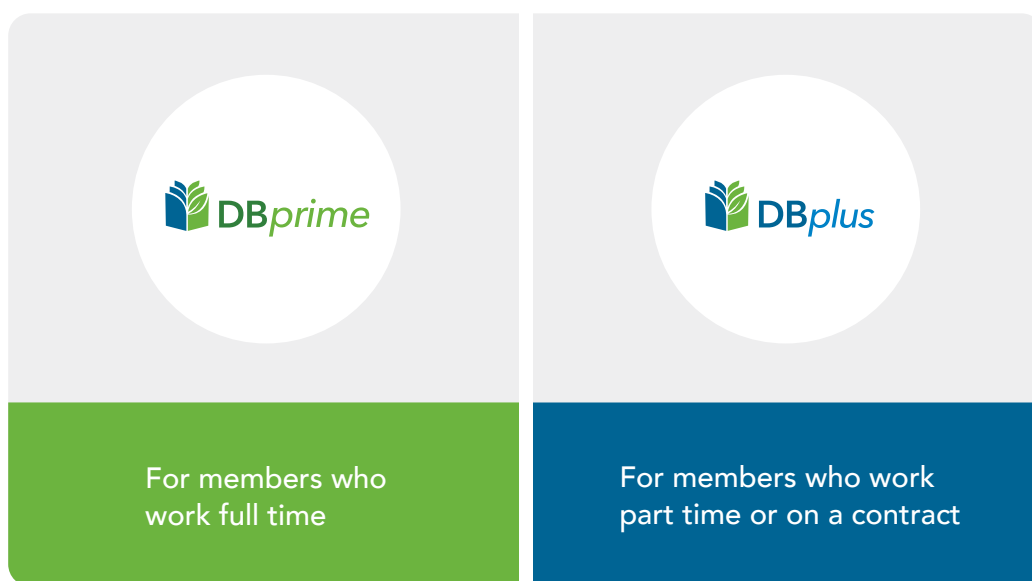 DBprime
For members who
work full time
DBplus
For members who work
part time or on a contract